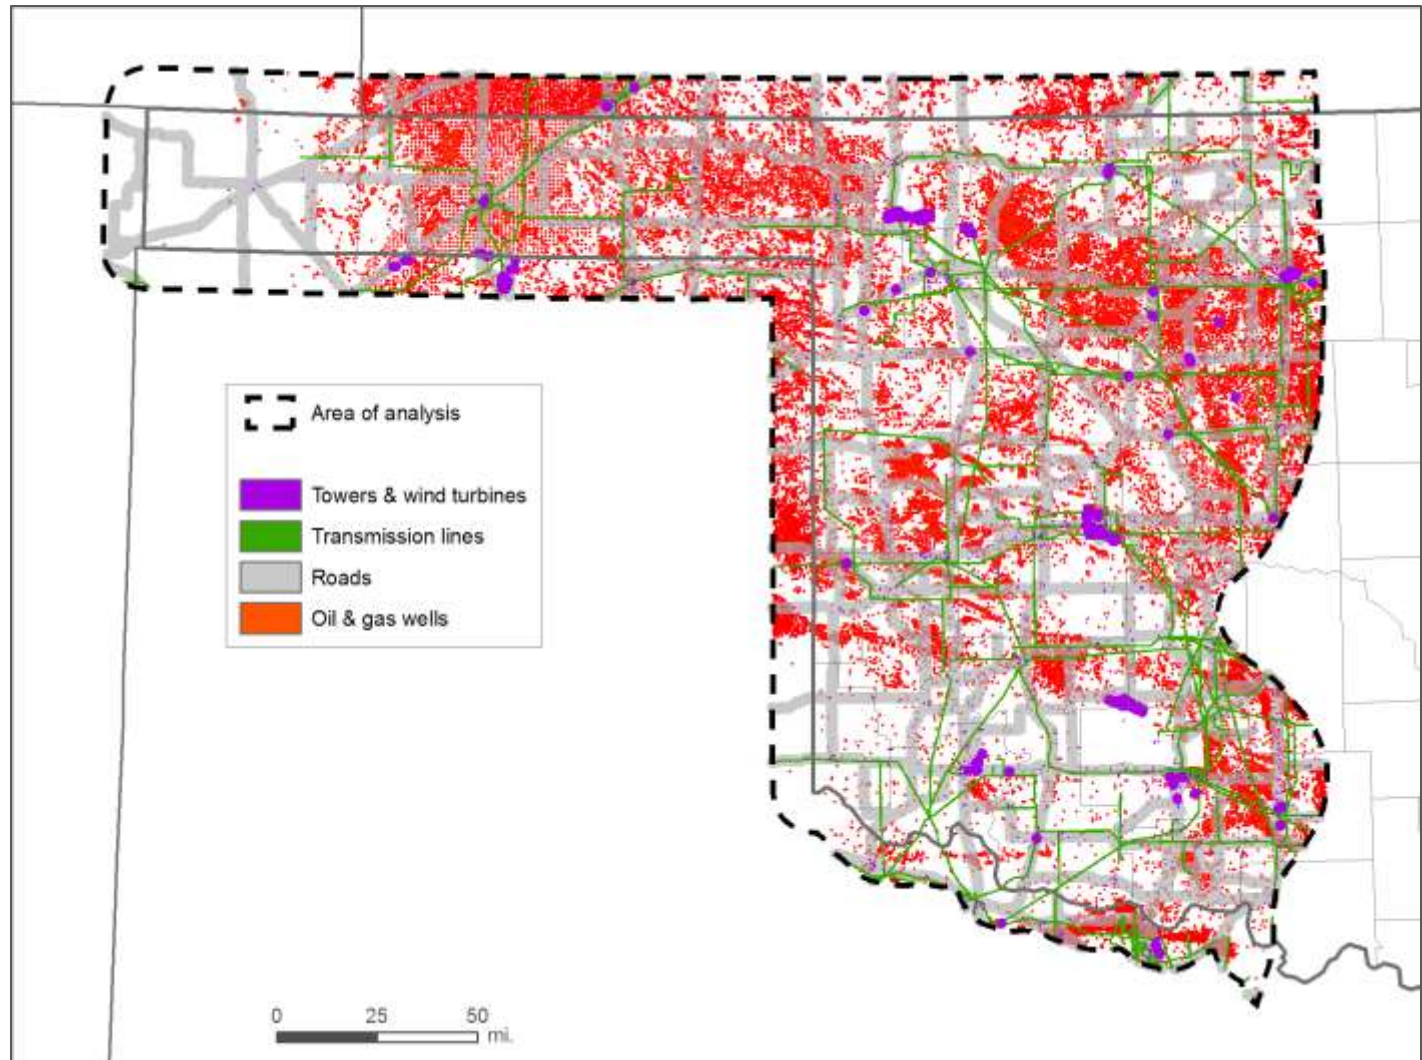 Area of analysis
Towers & wind turbines
Transmission lines
Roads
Oil & gas wells
0 25 50
mi.